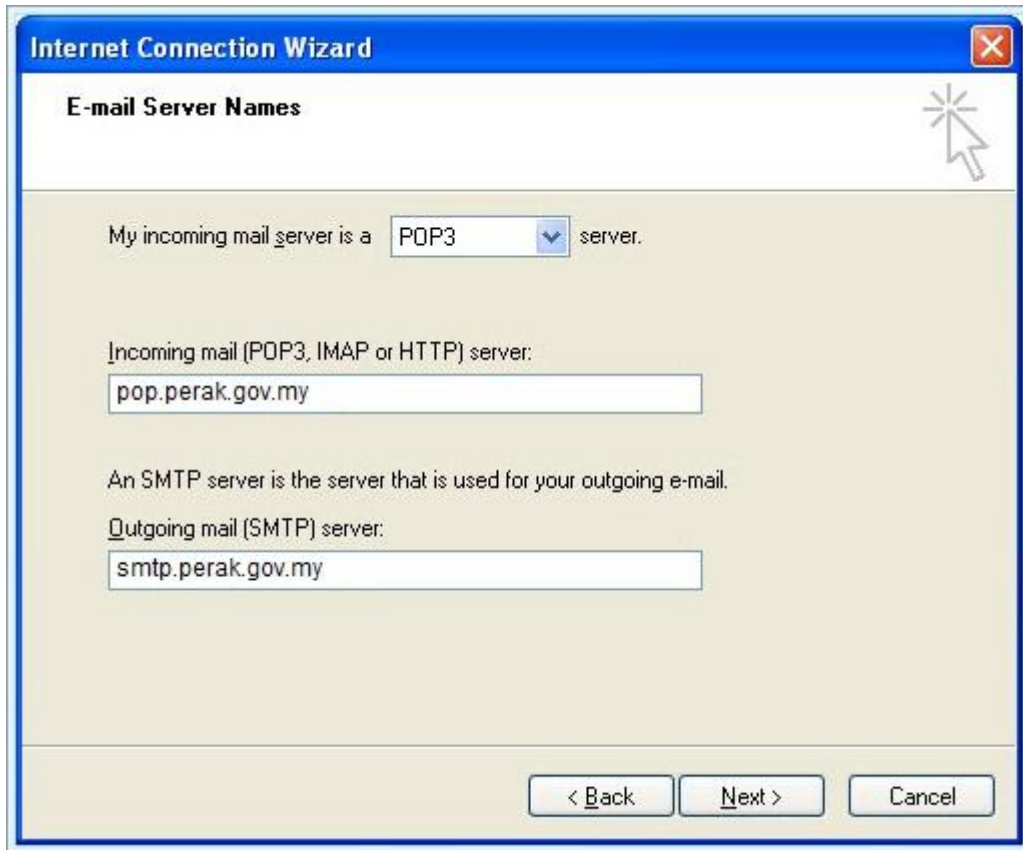 Internet Connection Wizard
E-mail Server Names
My incoming mail server is a POP3 server.
Incoming mail (POP3, IMAP or HTTP) server:
pop.perak.gov.my
An SMTP server is the server that is used for your outgoing e-mail.
Outgoing mail (SMTP) server:
smtp.perak.gov.my
< Back Next > Cancel